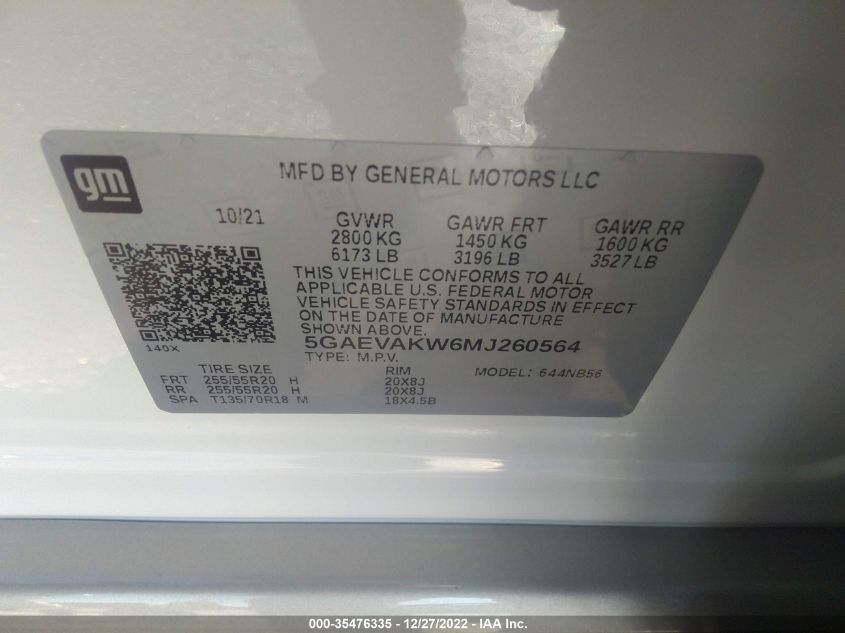 gm
MFD BY GENERAL MOTORS LLC
10/21 GVWR GAWR FRT GAWR RR
2800 KG 1450 KG 1600 KG
6173 LB 3196 LB 3527 LB
THIS VEHICLE CONFORMS TO ALL
APPLICABLE U.S. FEDERAL MOTOR
VEHICLE SAFETY STANDARDS IN EFFECT
ON THE DATE OF MANUFACTURE
SHOWN ABOVE.
140X 5GAEVAKW6MJ260564
TYPE: M.P.V. MODEL: 644NB56
TIRE SIZE RIM
FRT 255/55R20 H 20X8J
RR 255/55R20 H 20X8J
SPA T135/70R18 M 18X4.5B
000-35476335 - 12/27/2022 - IAA Inc.